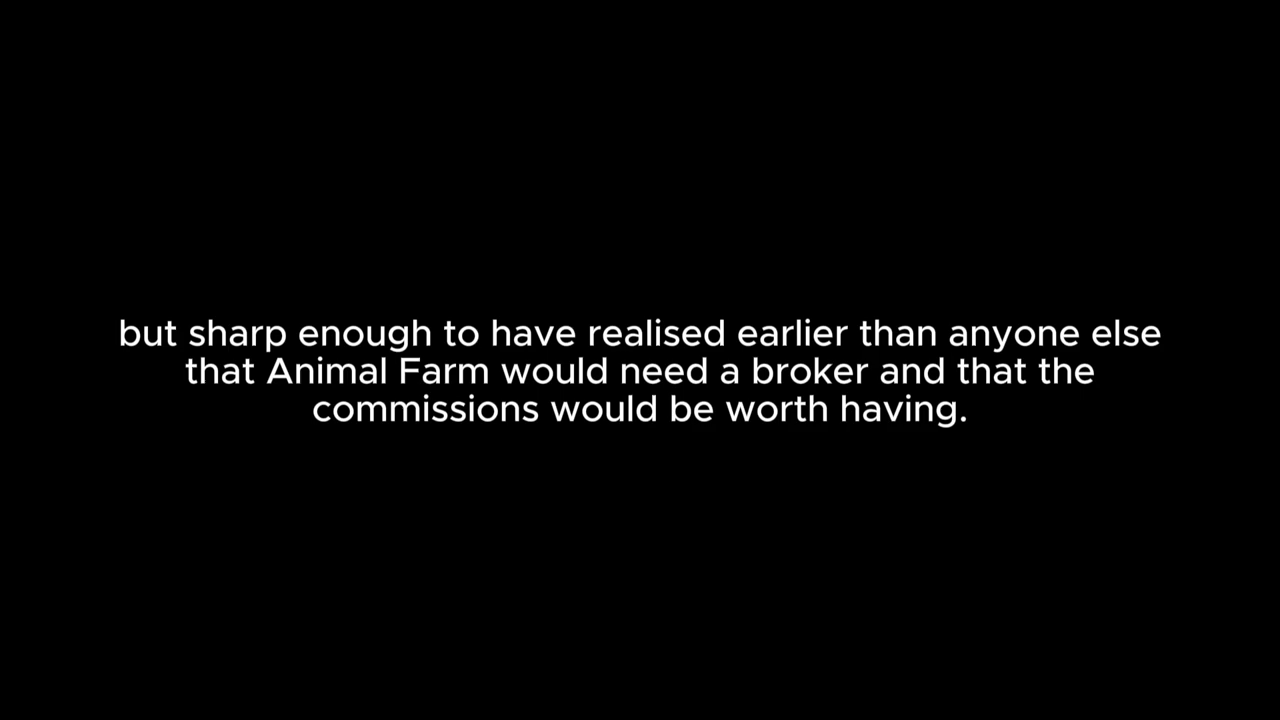 but sharp enough to have realised earlier than anyone else
that Animal Farm would need a broker and that the
commissions would be worth having.